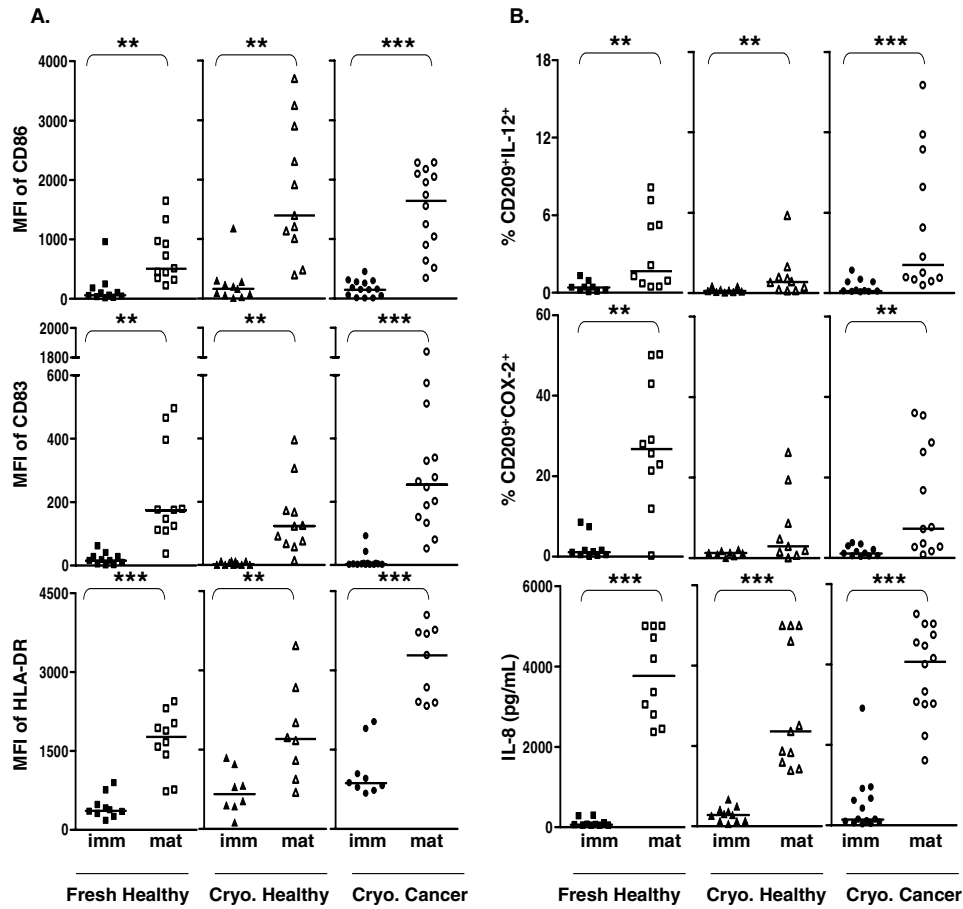 A.
** ** ***
4000
3000
2000
1000
0
MFI of CD86
** ** ***
2000
1800
600
400
200
0
MFI of CD83
*** ** ***
4500
3000
1500
0
MFI of HLA-DR
imm mat imm mat imm mat
Fresh Healthy Cryo. Healthy Cryo. Cancer
B.
** ** ***
18
12
6
0
% CD209+IL-12+
** **
60
40
20
0
% CD209+COX-2+
*** *** ***
6000
4000
2000
0
IL-8 (pg/mL)
imm mat imm mat imm mat
Fresh Healthy Cryo. Healthy Cryo. Cancer